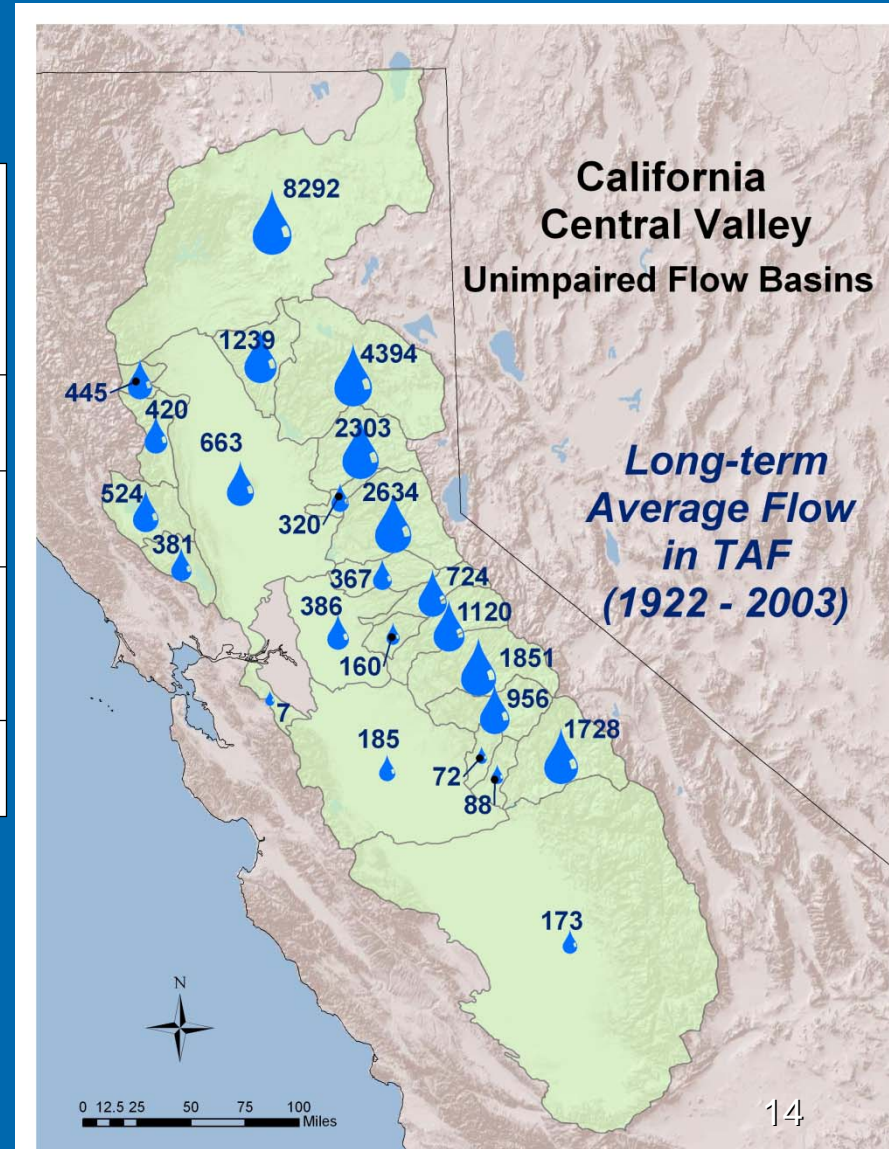 California
Central Valley
Unimpaired Flow Basins
8292
1239
4394
445
420
2303
663
Long-term
Average Flow
in TAF
(1922 - 2003)
524
320
2634
381
367
724
386
1120
160
1851
956
7
185
1728
72
88
173
N
0 12.5 25 50 75 100
Miles
14